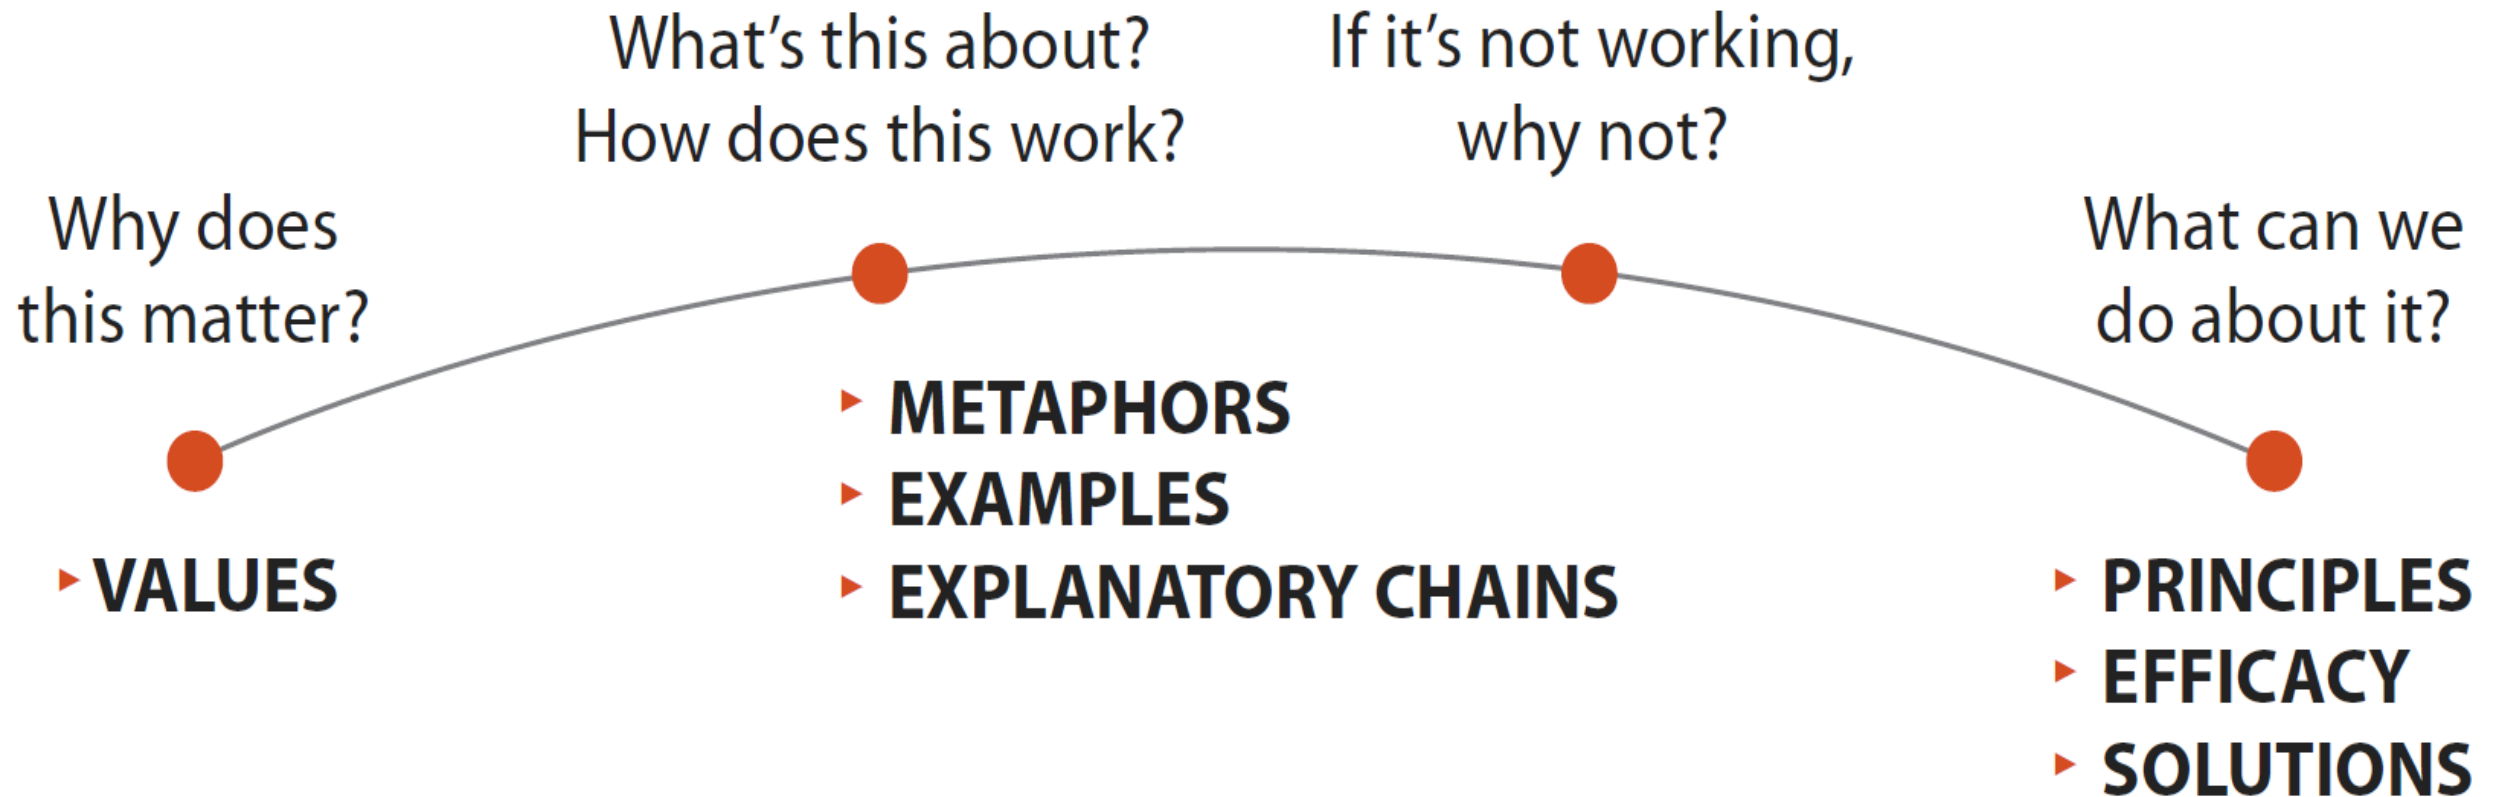 Why does
this matter?
▸ VALUES
What’s this about?
How does this work?
▸ METAPHORS
▸ EXAMPLES
▸ EXPLANATORY CHAINS
If it’s not working,
why not?
What can we
do about it?
▸ PRINCIPLES
▸ EFFICACY
▸ SOLUTIONS